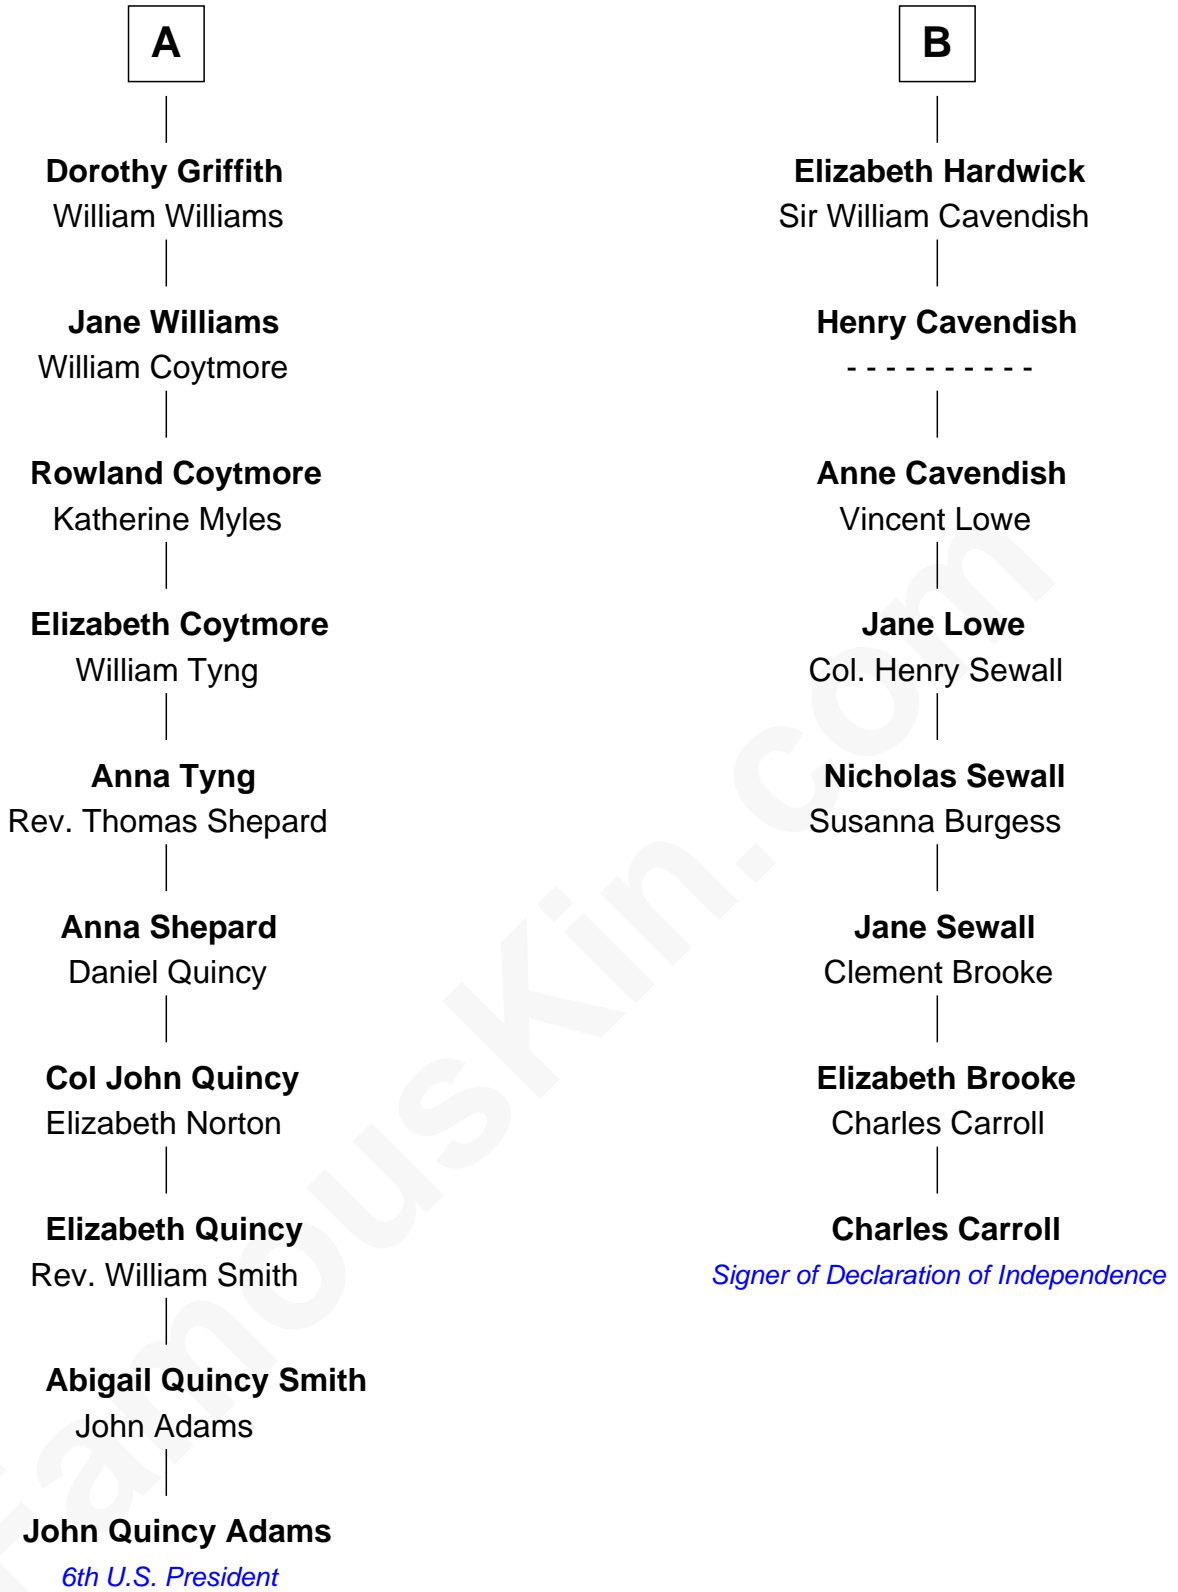 A
Dorothy Griffith
William Williams
Jane Williams
William Coytmore
Rowland Coytmore
Katherine Myles
Elizabeth Coytmore
William Tyng
Anna Tyng
Rev. Thomas Shepard
Anna Shepard
Daniel Quincy
Col John Quincy
Elizabeth Norton
Elizabeth Quincy
Rev. William Smith
Abigail Quincy Smith
John Adams
John Quincy Adams
6th U.S. President
B
Elizabeth Hardwick
Sir William Cavendish
Henry Cavendish
- - - - - - - - - -
Anne Cavendish
Vincent Lowe
Jane Lowe
Col. Henry Sewall
Nicholas Sewall
Susanna Burgess
Jane Sewall
Clement Brooke
Elizabeth Brooke
Charles Carroll
Charles Carroll
Signer of Declaration of Independence
FamousKin.com